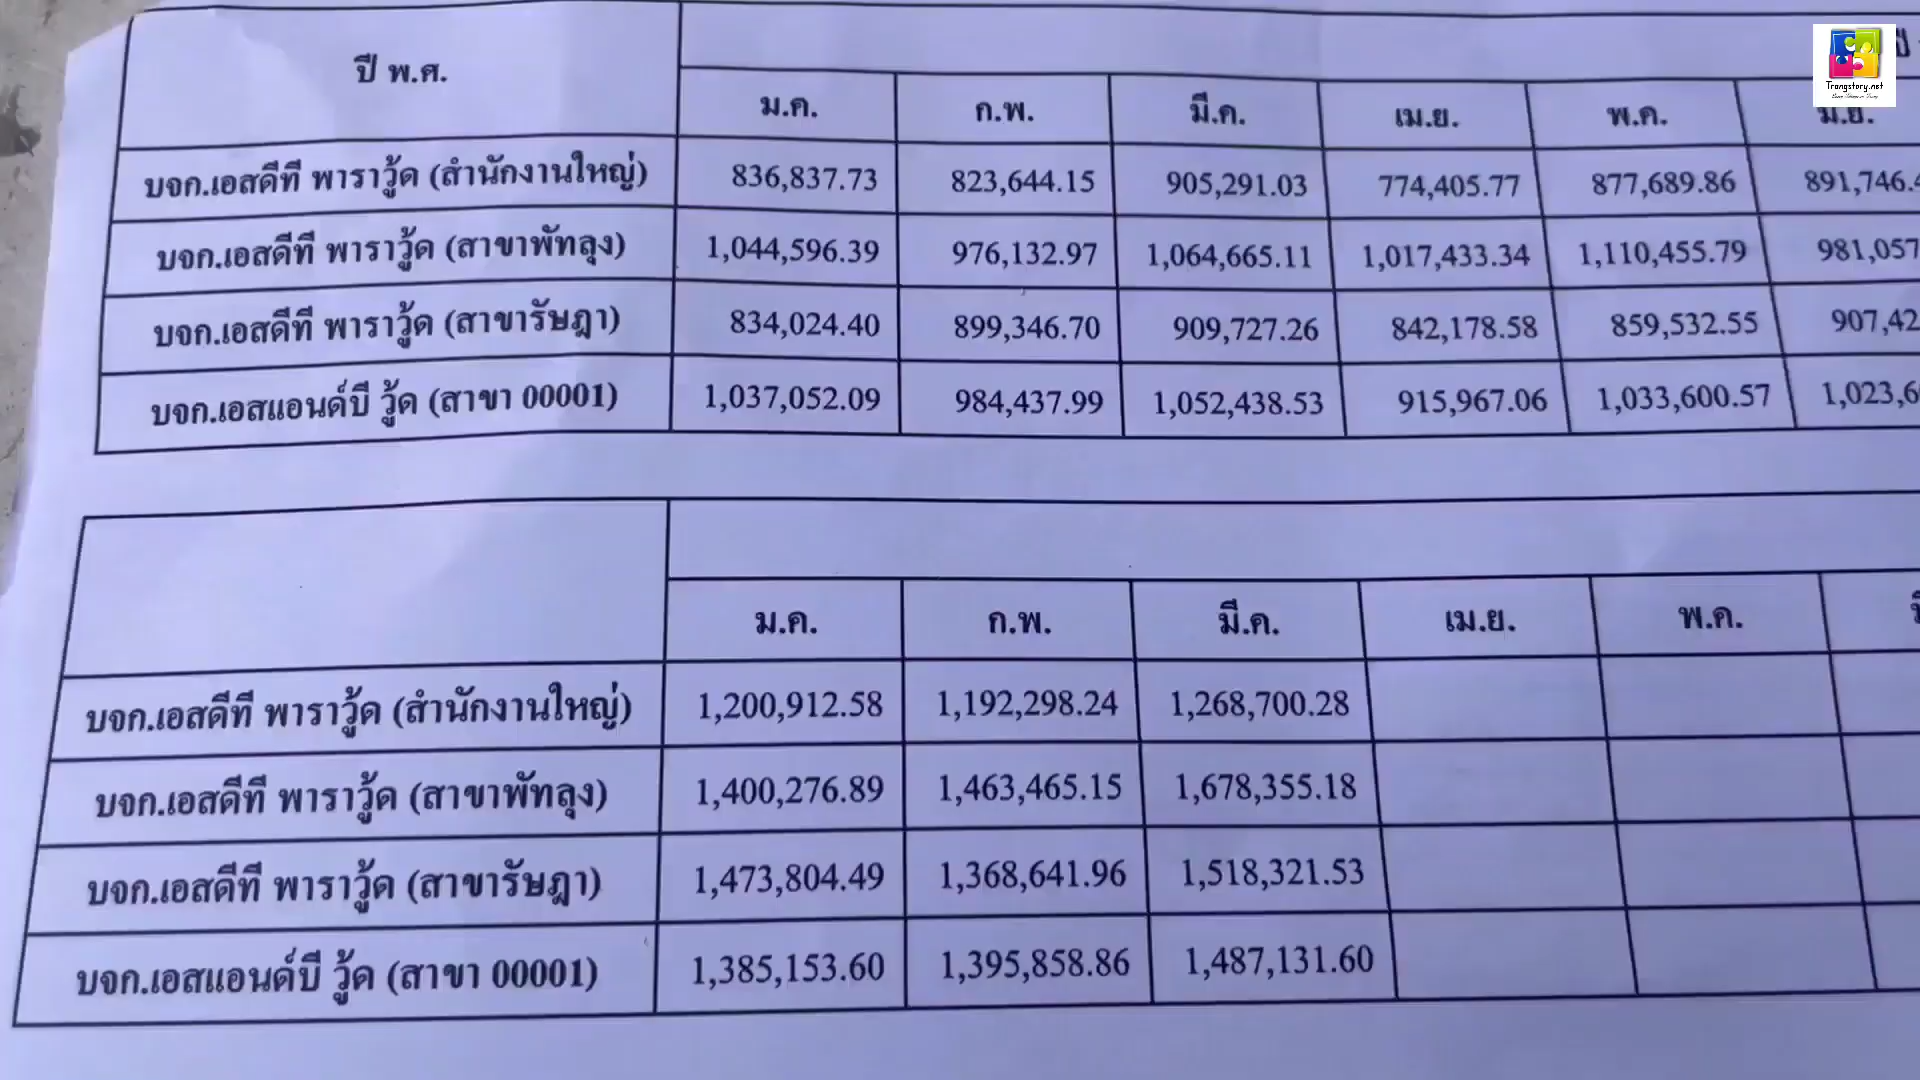 Trangstory.net
ปี พ.ศ.
ม.ค. ก.พ. มี.ค. เม.ย. พ.ค. มิ.ย.
บจก.เอสดีที พาราวู้ด (สำนักงานใหญ่) 836,837.73 823,644.15 905,291.03 774,405.77 877,689.86 891,746.4
บจก.เอสดีที พาราวู้ด (สาขาพัทลุง) 1,044,596.39 976,132.97 1,064,665.11 1,017,433.34 1,110,455.79 981,057
บจก.เอสดีที พาราวู้ด (สาขารัษฎา) 834,024.40 899,346.70 909,727.26 842,178.58 859,532.55 907,42
บจก.เอสแอนด์บี วู้ด (สาขา 00001) 1,037,052.09 984,437.99 1,052,438.53 915,967.06 1,033,600.57 1,023,6
ม.ค. ก.พ. มี.ค. เม.ย. พ.ค.
บจก.เอสดีที พาราวู้ด (สำนักงานใหญ่) 1,200,912.58 1,192,298.24 1,268,700.28
บจก.เอสดีที พาราวู้ด (สาขาพัทลุง) 1,400,276.89 1,463,465.15 1,678,355.18
บจก.เอสดีที พาราวู้ด (สาขารัษฎา) 1,473,804.49 1,368,641.96 1,518,321.53
บจก.เอสแอนด์บี วู้ด (สาขา 00001) 1,385,153.60 1,395,858.86 1,487,131.60